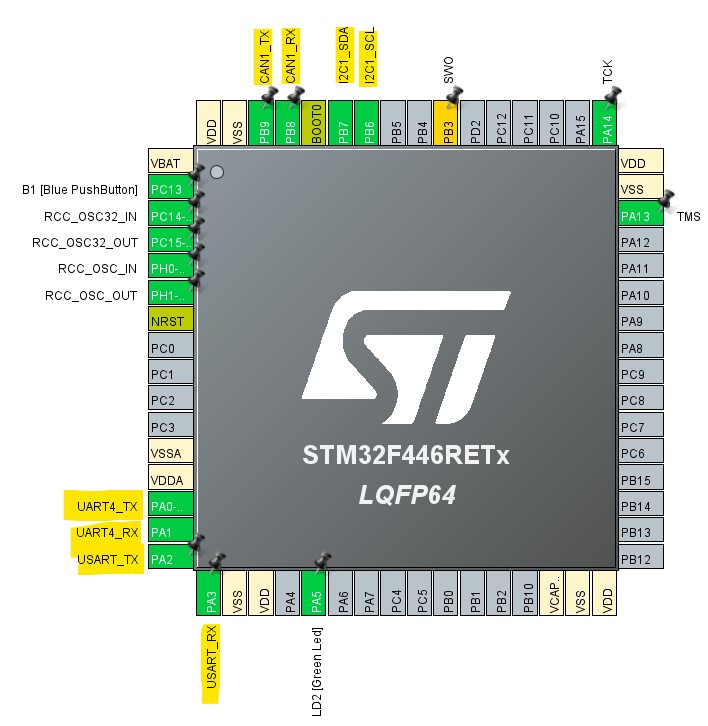 CAN1_TX
CAN1_RX
I2C1_SDA
I2C1_SCL
SWO
TCK
VDD
VSS
PB9
PB8
BOOT0
PB7
PB6
PB5
PB4
PB3
PD2
PC12
PC11
PC10
PA15
PA14
VBAT
B1 [Blue PushButton] PC13
RCC_OSC32_IN PC14-..
RCC_OSC32_OUT PC15-..
RCC_OSC_IN PH0-..
RCC_OSC_OUT PH1-..
NRST
PC0
PC1
PC2
PC3
VSSA
VDDA
UART4_TX PA0-..
UART4_RX PA1
USART_TX PA2
VDD
VSS
PA13 TMS
PA12
PA11
PA10
PA9
PA8
PC9
PC8
PC7
PC6
PB15
PB14
PB13
PB12
ST
STM32F446RETx
LQFP64
PA3
VSS
VDD
PA4
PA5
PA6
PA7
PC4
PC5
PB0
PB1
PB2
PB10
VCAP..
VSS
VDD
USART_RX
LD2 [Green Led]